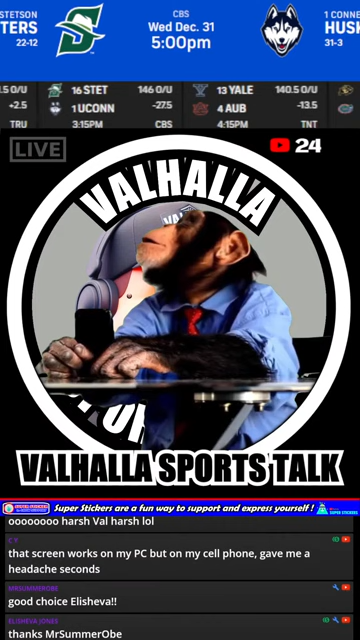 STETSON
TERS
22-12
CBS
Wed Dec. 31
5:00pm
1 CONNE
HUSK
31-3
.5 O/U
16 STET 146 O/U
13 YALE 140.5 O/U
+2.5
1 UCONN -27.5
4 AUB -13.5
TRU
3:15PM CBS
4:15PM TNT
LIVE
24
VALHALLA
VALHALLA SPORTS TALK
Super Stickers are a fun way to support and express yourself !
SUPER STICKERS
oooooooo harsh Val harsh lol
C Y
that screen works on my PC but on my cell phone, gave me a
headache seconds
MRSUMMEROBE
good choice Elisheva!!
ELISHEVA JONES
thanks MrSummerObe